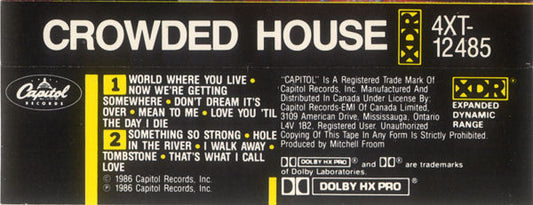 CROWDED HOUSE
XDR
4XT-
12485
Capitol
RECORDS
1 WORLD WHERE YOU LIVE •
NOW WE'RE GETTING
SOMEWHERE • DON'T DREAM IT'S
OVER • MEAN TO ME • LOVE YOU 'TIL
THE DAY I DIE
2 SOMETHING SO STRONG • HOLE
IN THE RIVER • I WALK AWAY •
TOMBSTONE • THAT'S WHAT I CALL
LOVE
© 1986 Capitol Records, Inc.
℗ 1986 Capitol Records, Inc.
"CAPITOL" Is A Registered Trade Mark Of
Capitol Records, Inc. Manufactured And
Distributed In Canada Under License By:
Capitol Records-EMI Of Canada Limited,
3109 American Drive, Mississauga, Ontario
L4V 1B2, Registered User. Unauthorized
Copying Of This Tape In Any Form Is Strictly Prohibited.
Produced by Mitchell Froom
DOLBY HX PRO ® and ® are trademarks
of Dolby Laboratories.
DOLBY HX PRO ®
XDR ®
EXPANDED
DYNAMIC
RANGE